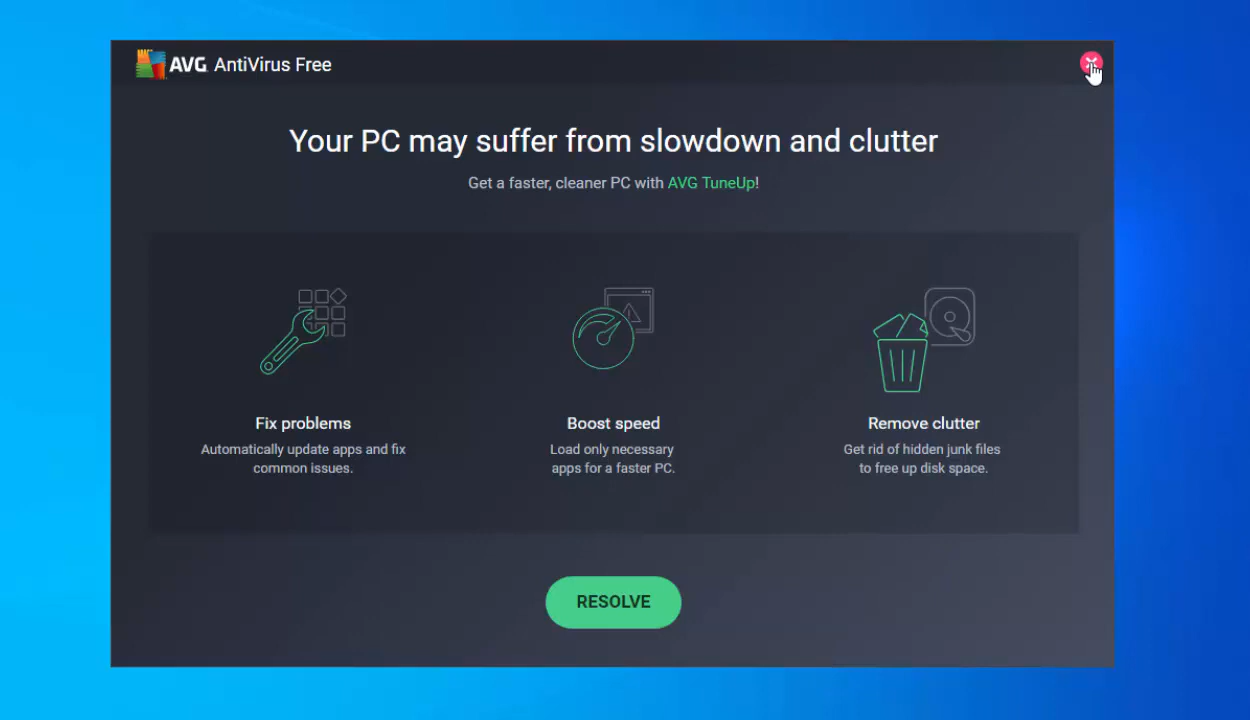 AVG AntiVirus Free
Your PC may suffer from slowdown and clutter
Get a faster, cleaner PC with AVG TuneUp!
Fix problems
Automatically update apps and fix
common issues.
Boost speed
Load only necessary
apps for a faster PC.
Remove clutter
Get rid of hidden junk files
to free up disk space.
RESOLVE